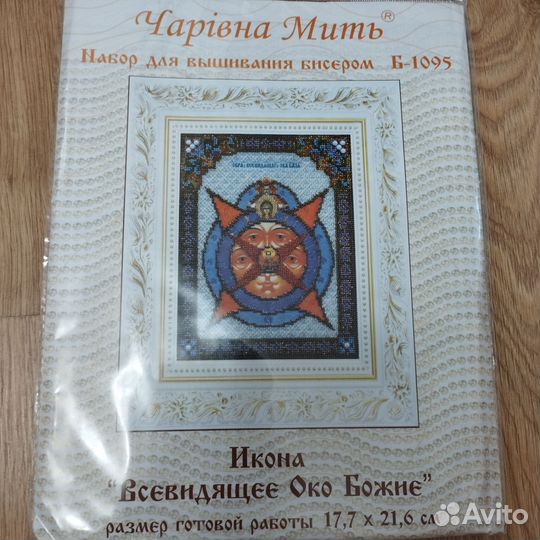 Чарівна Мить®
Набор для вышивания бисером Б-1095
Икона
"Всевидящее Око Божие"
размер готовой работы 17,7 x 21,6 см
Avito